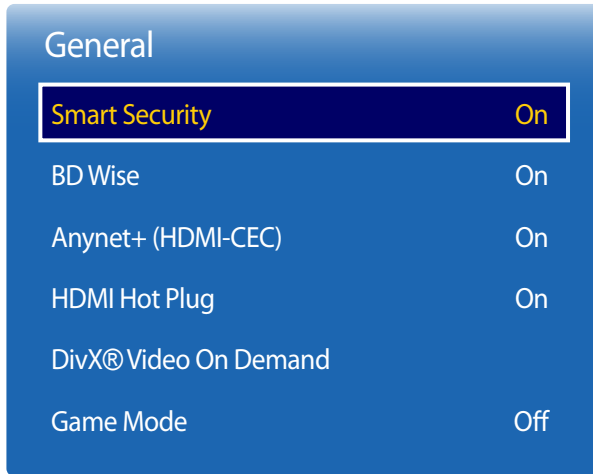 General
Smart Security On
BD Wise On
Anynet+ (HDMI-CEC) On
HDMI Hot Plug On
DivX® Video On Demand
Game Mode Off